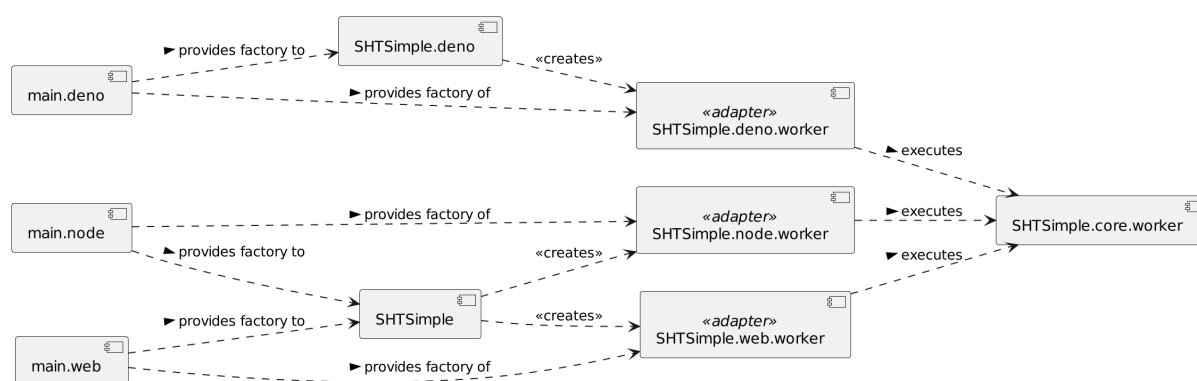 SHTSimple.deno
provides factory to
«creates»
main.deno
provides factory of
«adapter»
SHTSimple.deno.worker
executes
main.node
provides factory of
«adapter»
SHTSimple.node.worker
executes
SHTSimple.core.worker
provides factory to
«creates»
executes
SHTSimple
«creates»
«adapter»
SHTSimple.web.worker
provides factory to
main.web
provides factory of